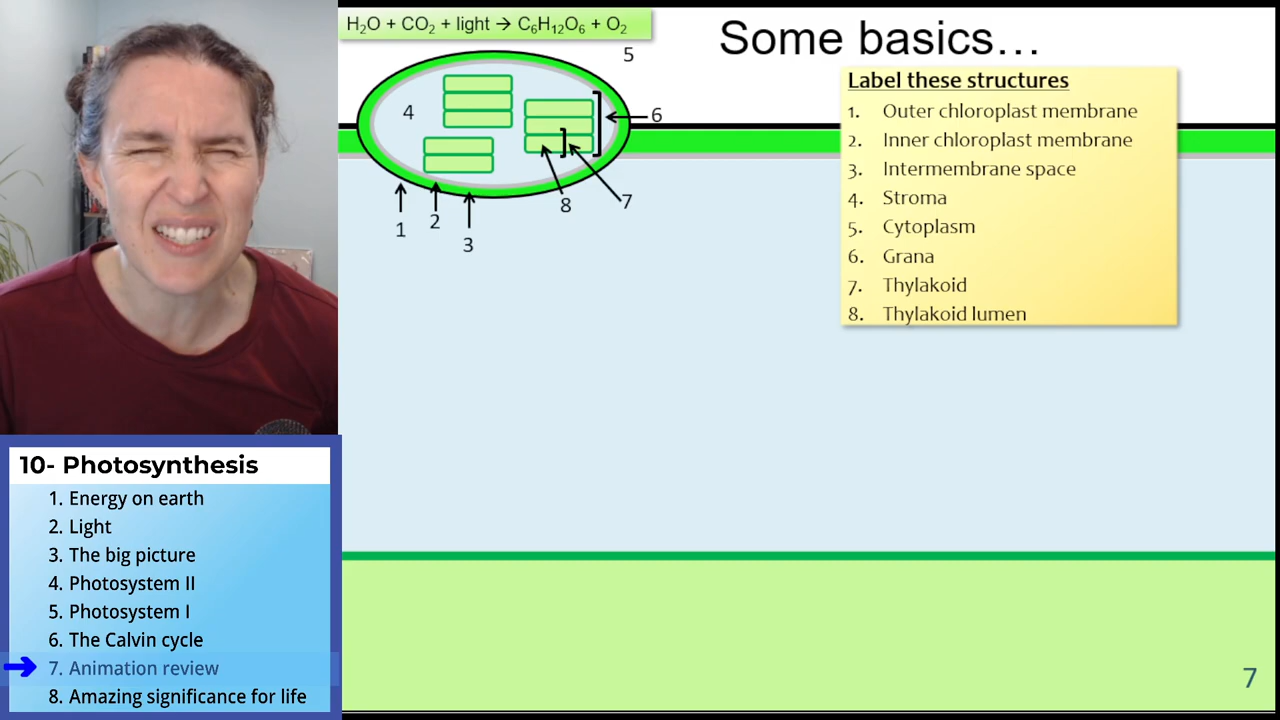 H₂O + CO₂ + light → C₆H₁₂O₆ + O₂
Some basics…
5
4
6
8
7
1
2
3
Label these structures
1. Outer chloroplast membrane
2. Inner chloroplast membrane
3. Intermembrane space
4. Stroma
5. Cytoplasm
6. Grana
7. Thylakoid
8. Thylakoid lumen
10- Photosynthesis
1. Energy on earth
2. Light
3. The big picture
4. Photosystem II
5. Photosystem I
6. The Calvin cycle
7. Animation review
8. Amazing significance for life
7